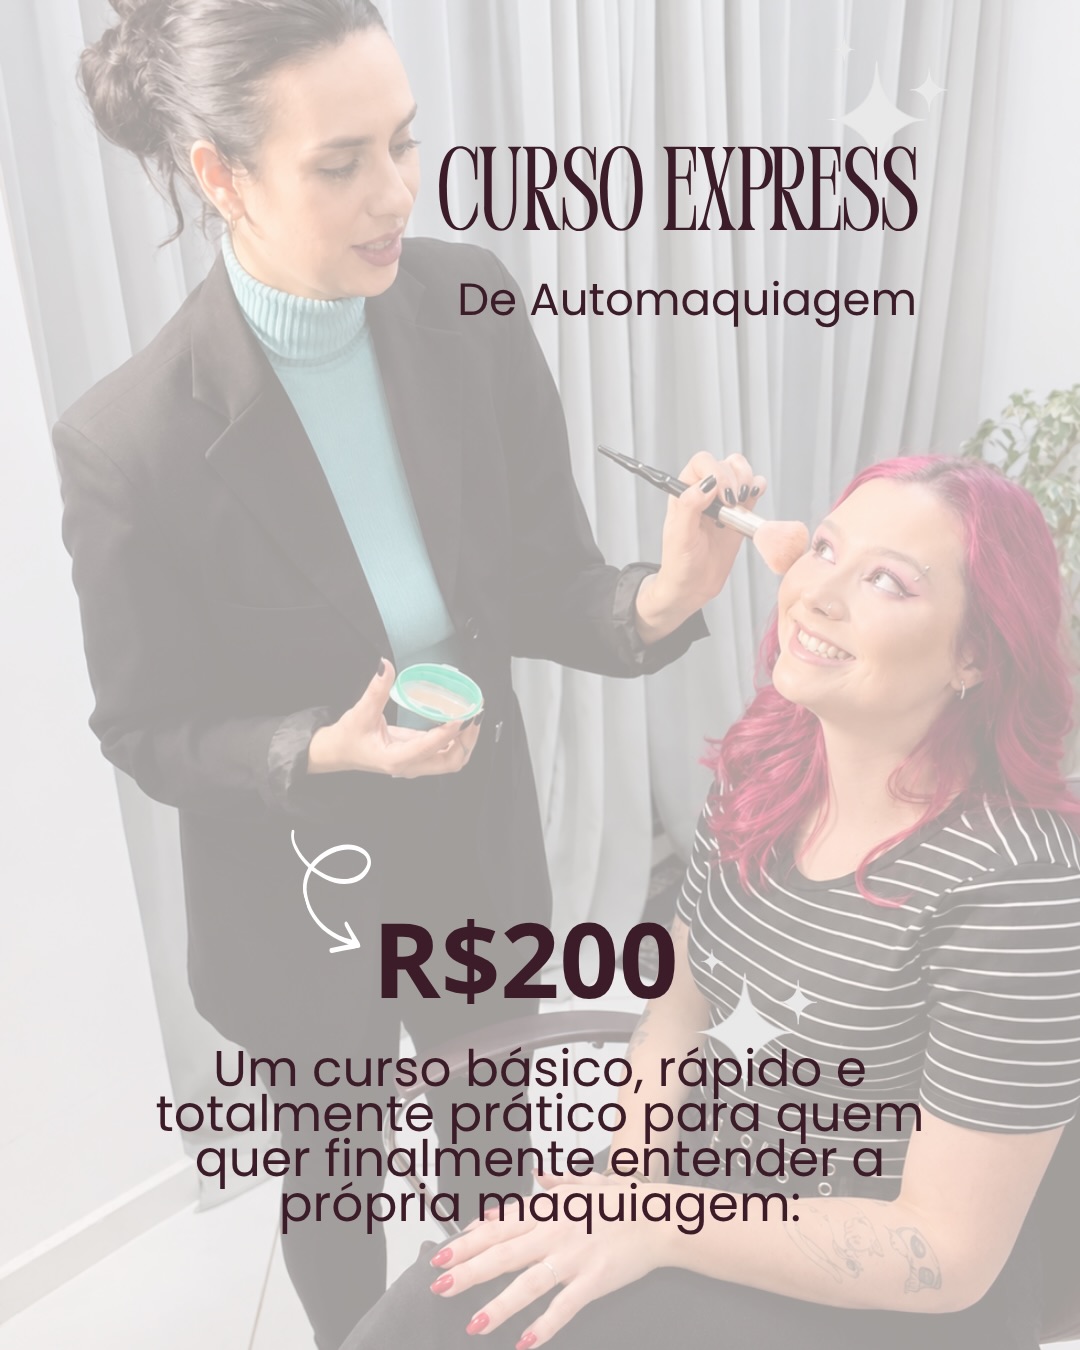 CURSO EXPRESS
De Automaquiagem
R$200
Um curso básico, rápido e
totalmente prático para quem
quer finalmente entender a
própria maquiagem: